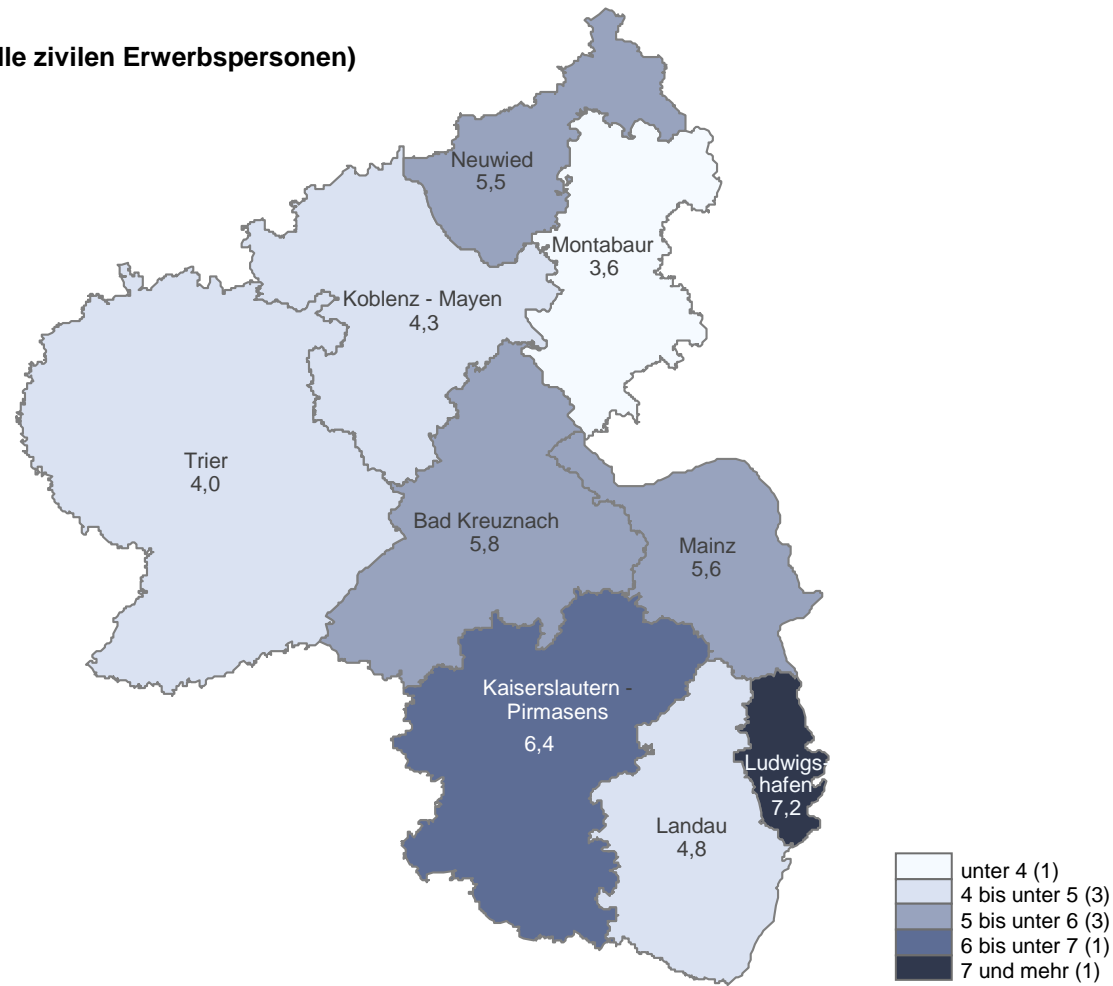 lle zivilen Erwerbspersonen)
Neuwied
5,5
Montabaur
3,6
Koblenz - Mayen
4,3
Trier
4,0
Bad Kreuznach
5,8
Mainz
5,6
Kaiserslautern -
Pirmasens
6,4
Ludwigs-
hafen
7,2
Landau
4,8
unter 4 (1)
4 bis unter 5 (3)
5 bis unter 6 (3)
6 bis unter 7 (1)
7 und mehr (1)